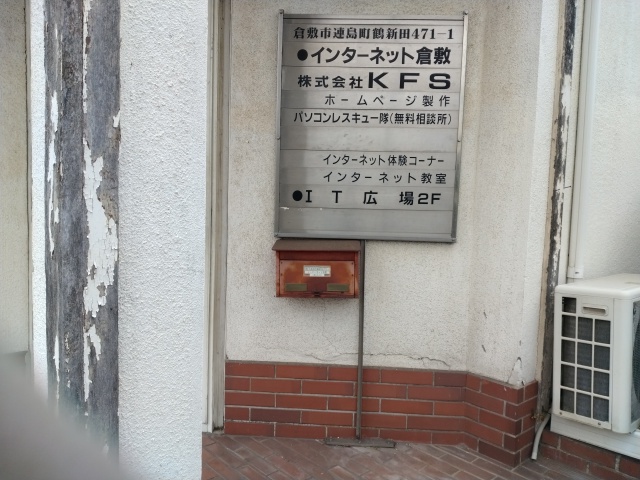 倉敷市連島町鶴新田471-1
●インターネット倉敷
株式会社KFS
ホームページ製作
パソコンレスキュー隊(無料相談所)
インターネット体験コーナー
インターネット教室
●IT広場2F